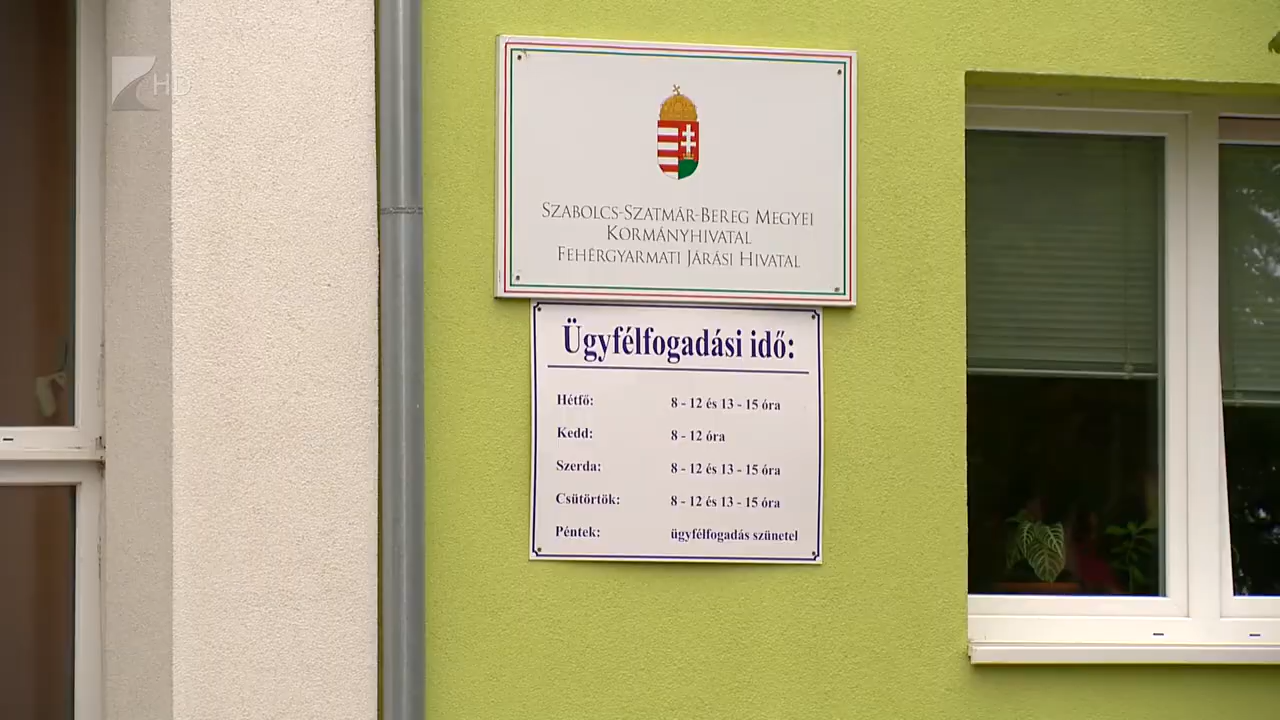 HD
SZABOLCS-SZATMÁR-BEREG MEGYEI
KORMÁNYHIVATAL
FEHÉRGYARMATI JÁRÁSI HIVATAL
Ügyfélfogadási idő:
Hétfő: 8 - 12 és 13 - 15 óra
Kedd: 8 - 12 óra
Szerda: 8 - 12 és 13 - 15 óra
Csütörtök: 8 - 12 és 13 - 15 óra
Péntek: ügyfélfogadás szünetel